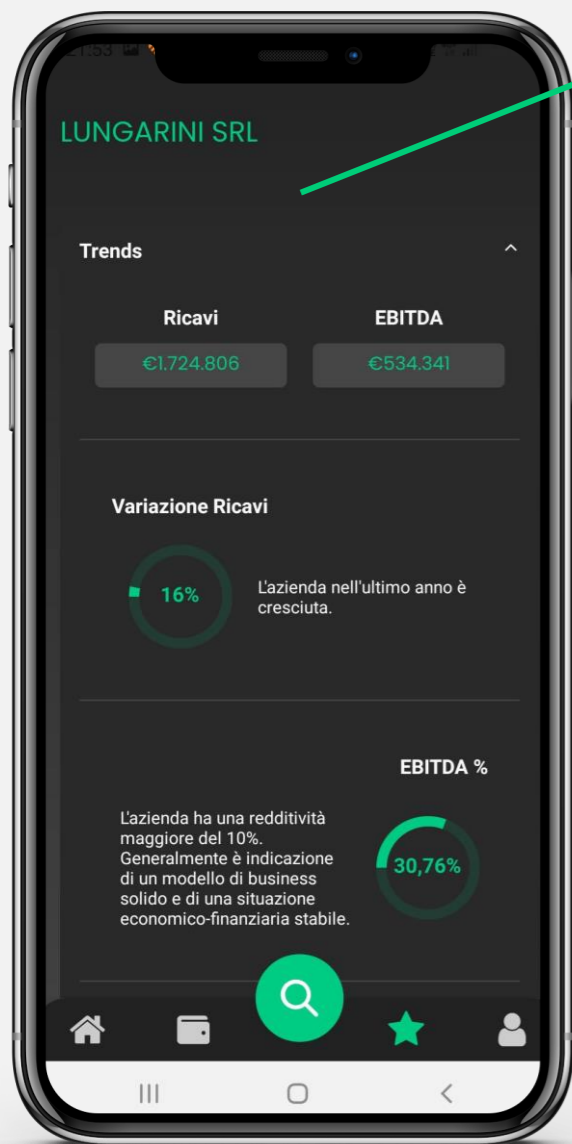 21:53
LUNGARINI SRL
Trends
Ricavi
EBITDA
€1.724.806
€534.341
Variazione Ricavi
16%
L'azienda nell'ultimo anno è
cresciuta.
EBITDA %
L'azienda ha una redditività
maggiore del 10%.
Generalmente è indicazione
di un modello di business
solido e di una situazione
economico-finanziaria stabile.
30,76%